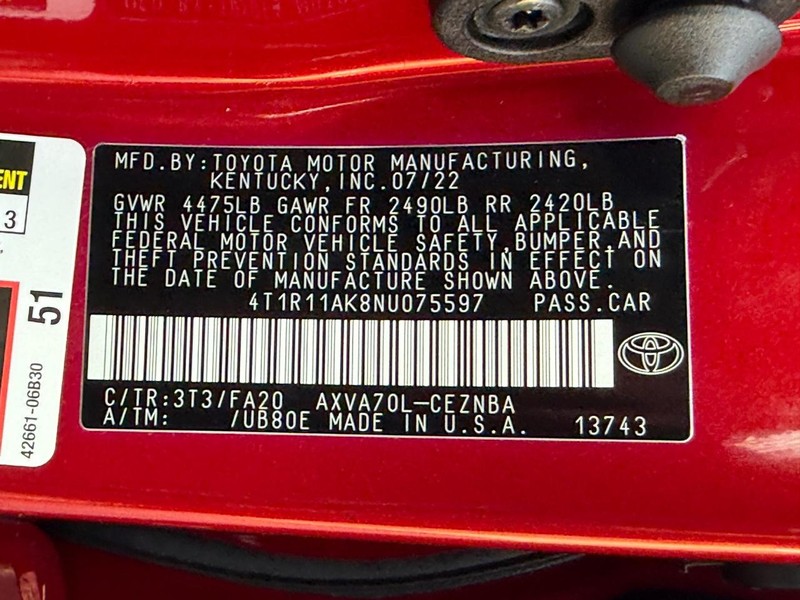 MFD.BY:TOYOTA MOTOR MANUFACTURING,
KENTUCKY,INC.07/22
GVWR 4475LB GAWR FR 2490LB RR 2420LB
THIS VEHICLE CONFORMS TO ALL APPLICABLE
FEDERAL MOTOR VEHICLE SAFETY,BUMPER,AND
THEFT PREVENTION STANDARDS IN EFFECT ON
THE DATE OF MANUFACTURE SHOWN ABOVE.
4T1R11AK8NU075597 PASS.CAR
C/TR:3T3/FA20 AXVA70L-CEZNBA
A/TM: /UB80E MADE IN U.S.A. 13743
ENT
3
51
42661-06B30